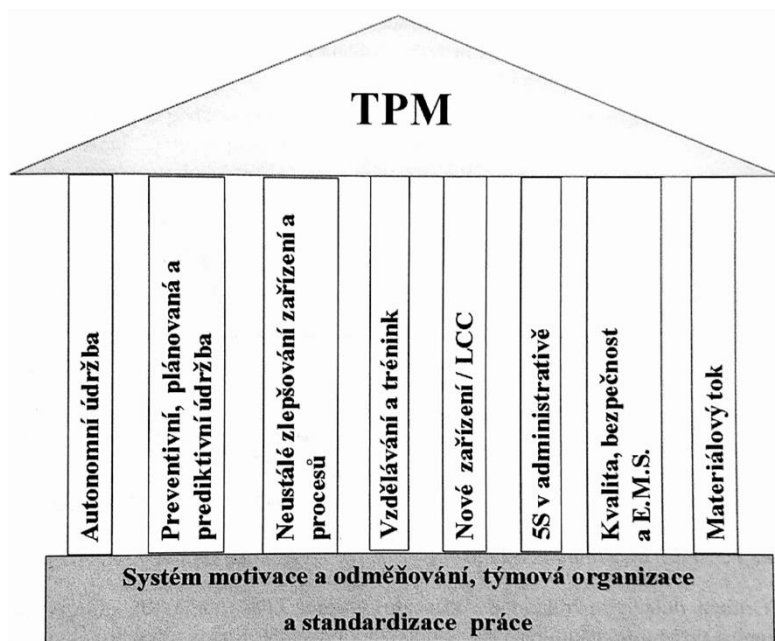 TPM
Autonomní údržba
Preventivní, plánovaná a
prediktivní údržba
Neustálé zlepšování zařízení a
procesů
Vzdělávání a trénink
Nové zařízení / LCC
5S v administrativě
Kvalita, bezpečnost
a E.M.S.
Materiálový tok
Systém motivace a odměňování, týmová organizace
a standardizace práce